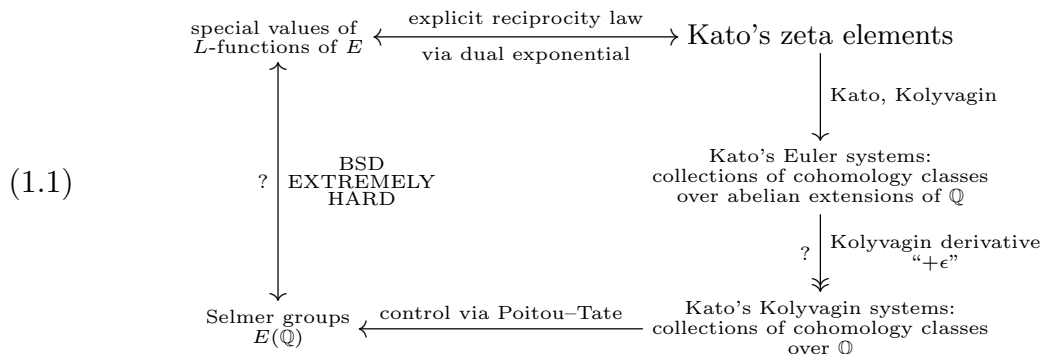 special values of
L-functions of E
explicit reciprocity law
via dual exponential
Kato's zeta elements
Kato, Kolyvagin
(1.1)
?
BSD
EXTREMELY
HARD
Kato's Euler systems:
collections of cohomology classes
over abelian extensions of ℚ
?
Kolyvagin derivative
“+ϵ”
Selmer groups
E(ℚ)
control via Poitou–Tate
Kato's Kolyvagin systems:
collections of cohomology classes
over ℚ